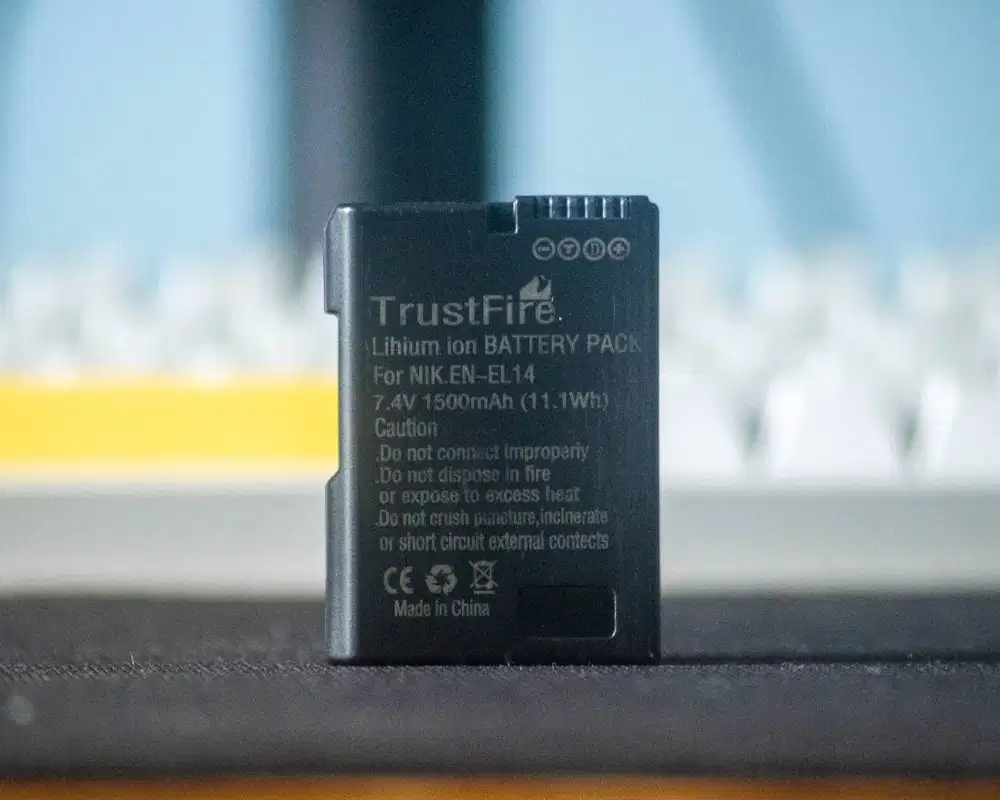 - T D +
TrustFire
Lihium ion BATTERY PACK
For NIK.EN-EL14
7.4V 1500mAh (11.1Wh)
Caution
.Do not connect improperiy
.Do not dispose in fire
or expose to excess heat
.Do not crush puncture,incinerate
or short circuit external contects
CE
Made in China